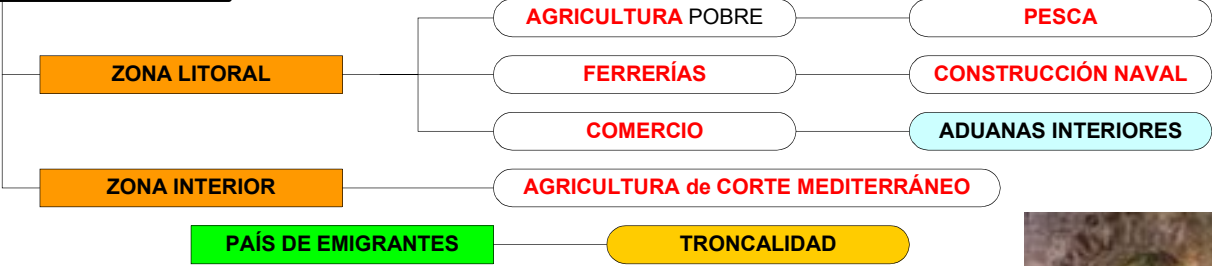 AGRICULTURA POBRE
PESCA
ZONA LITORAL
FERRERÍAS
CONSTRUCCIÓN NAVAL
COMERCIO
ADUANAS INTERIORES
ZONA INTERIOR
AGRICULTURA de CORTE MEDITERRÁNEO
PAÍS DE EMIGRANTES
TRONCALIDAD